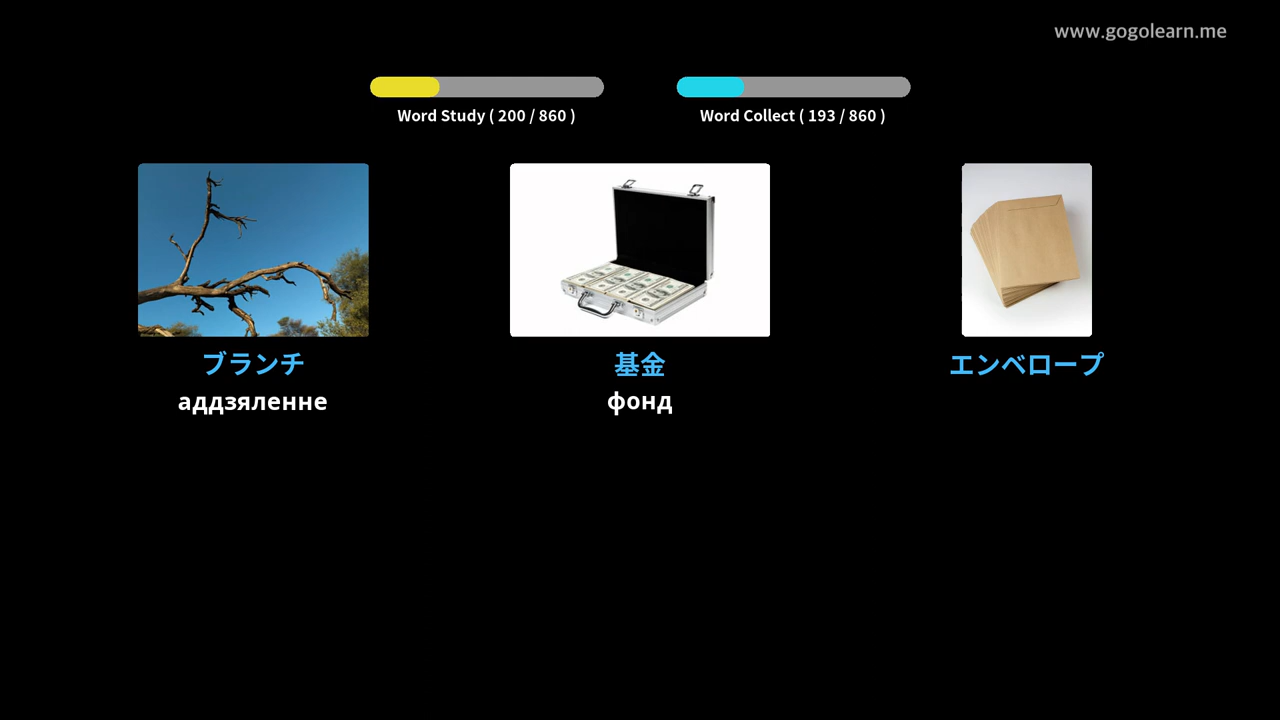 www.gogolearn.me
Word Study ( 200 / 860 )
Word Collect ( 193 / 860 )
ブランチ
基金
エンベロープ
аддзяленне
фонд